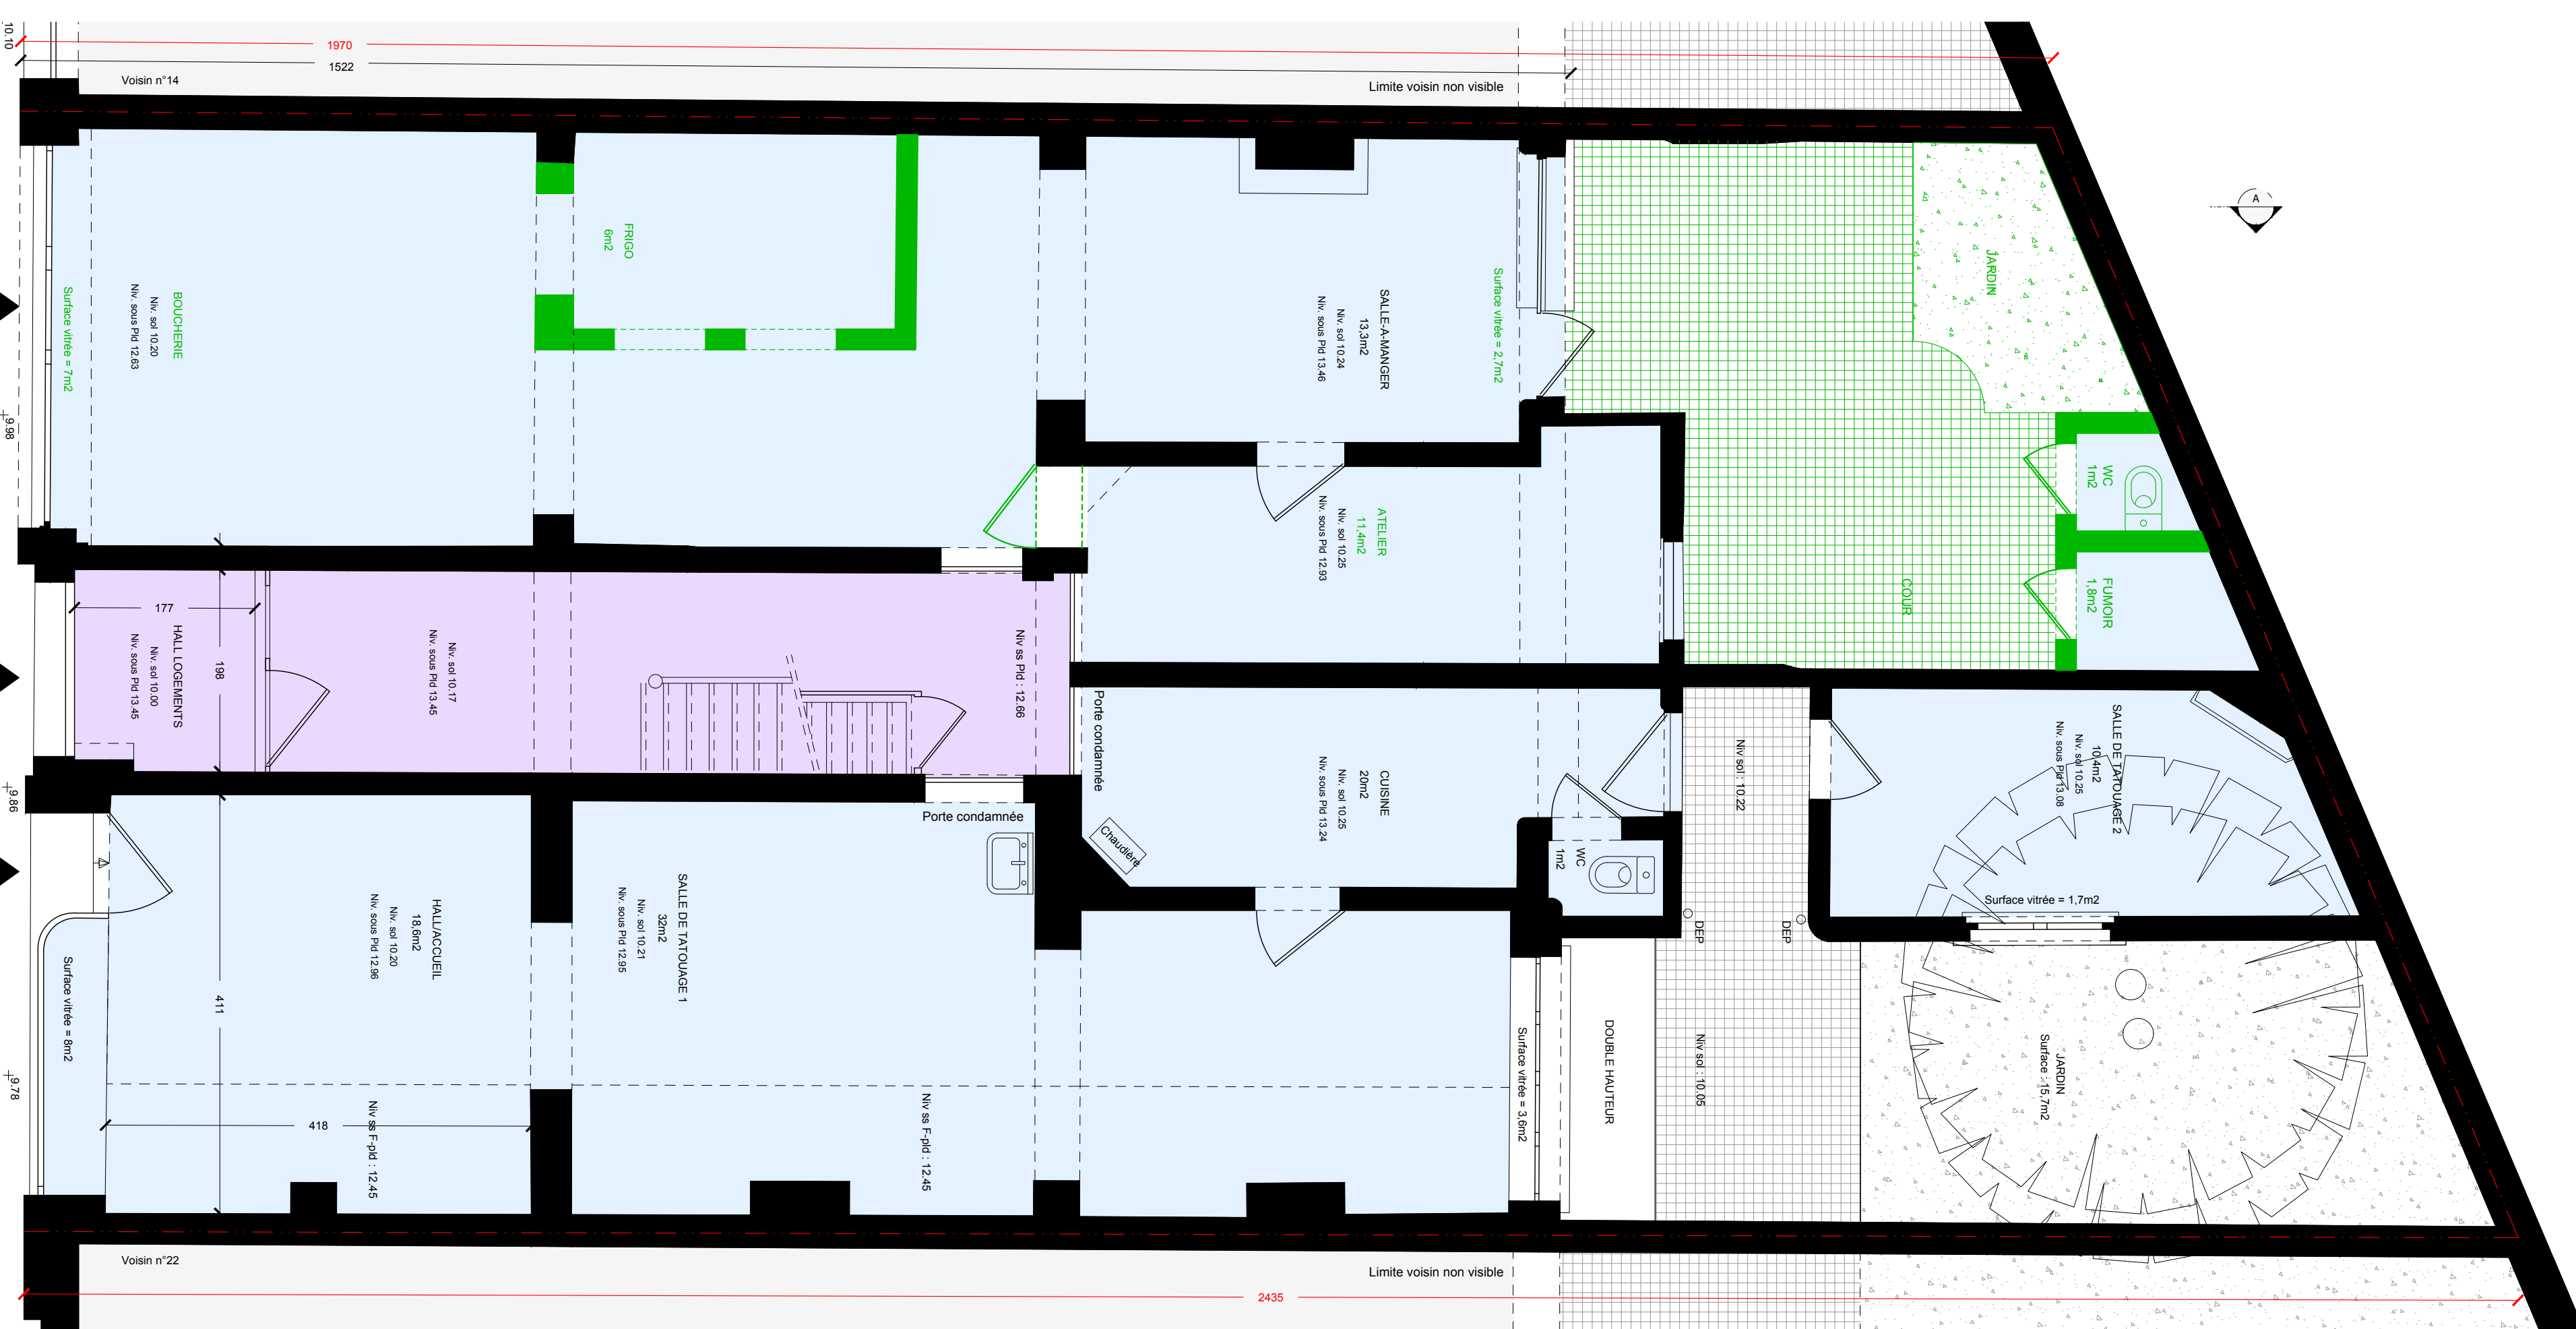 10.10
1970
1522
Voisin n°14
Limite voisin non visible
A
FRIGO
6m2
BOUCHERIE
Niv. sol 10.20
Niv. sous Pld 12.63
Surface vitrée = 7m2
SALLE-A-MANGER
13,3m2
Niv. sol 10.24
Niv. sous Pld 13.46
Surface vitrée = 2,7m2
JARDIN
9.98
WC
1m2
ATELIER
11,4m2
Niv. sol 10.25
Niv. sous Pld 12.93
COUR
FUMOIR
1,8m2
177
198
HALL LOGEMENTS
Niv. sol 10.00
Niv. sous Pld 13.45
Niv. sol 10.17
Niv. sous Pld 13.45
Niv ss Pld : 12.66
Porte condamnée
CUISINE
20m2
Niv. sol 10.25
Niv. sous Pld 13.24
Niv sol : 10.22
SALLE DE TATOUAGE 2
10,4m2
Niv. sol 10.25
Niv. sous Pld 13.08
9.86
Porte condamnée
Chaudière
WC
1m2
Surface vitrée = 1,7m2
HALL/ACCUEIL
18,6m2
Niv. sol 10.20
Niv. sous Pld 12.96
SALLE DE TATOUAGE 1
32m2
Niv. sol 10.21
Niv. sous Pld 12.95
DEP
DEP
411
Surface vitrée = 8m2
Surface vitrée = 3,6m2
DOUBLE HAUTEUR
Niv sol : 10.05
JARDIN
Surface : 15,7m2
9.78
418
Niv ss F-pld : 12.45
Niv ss F-pld : 12.45
Voisin n°22
Limite voisin non visible
2435